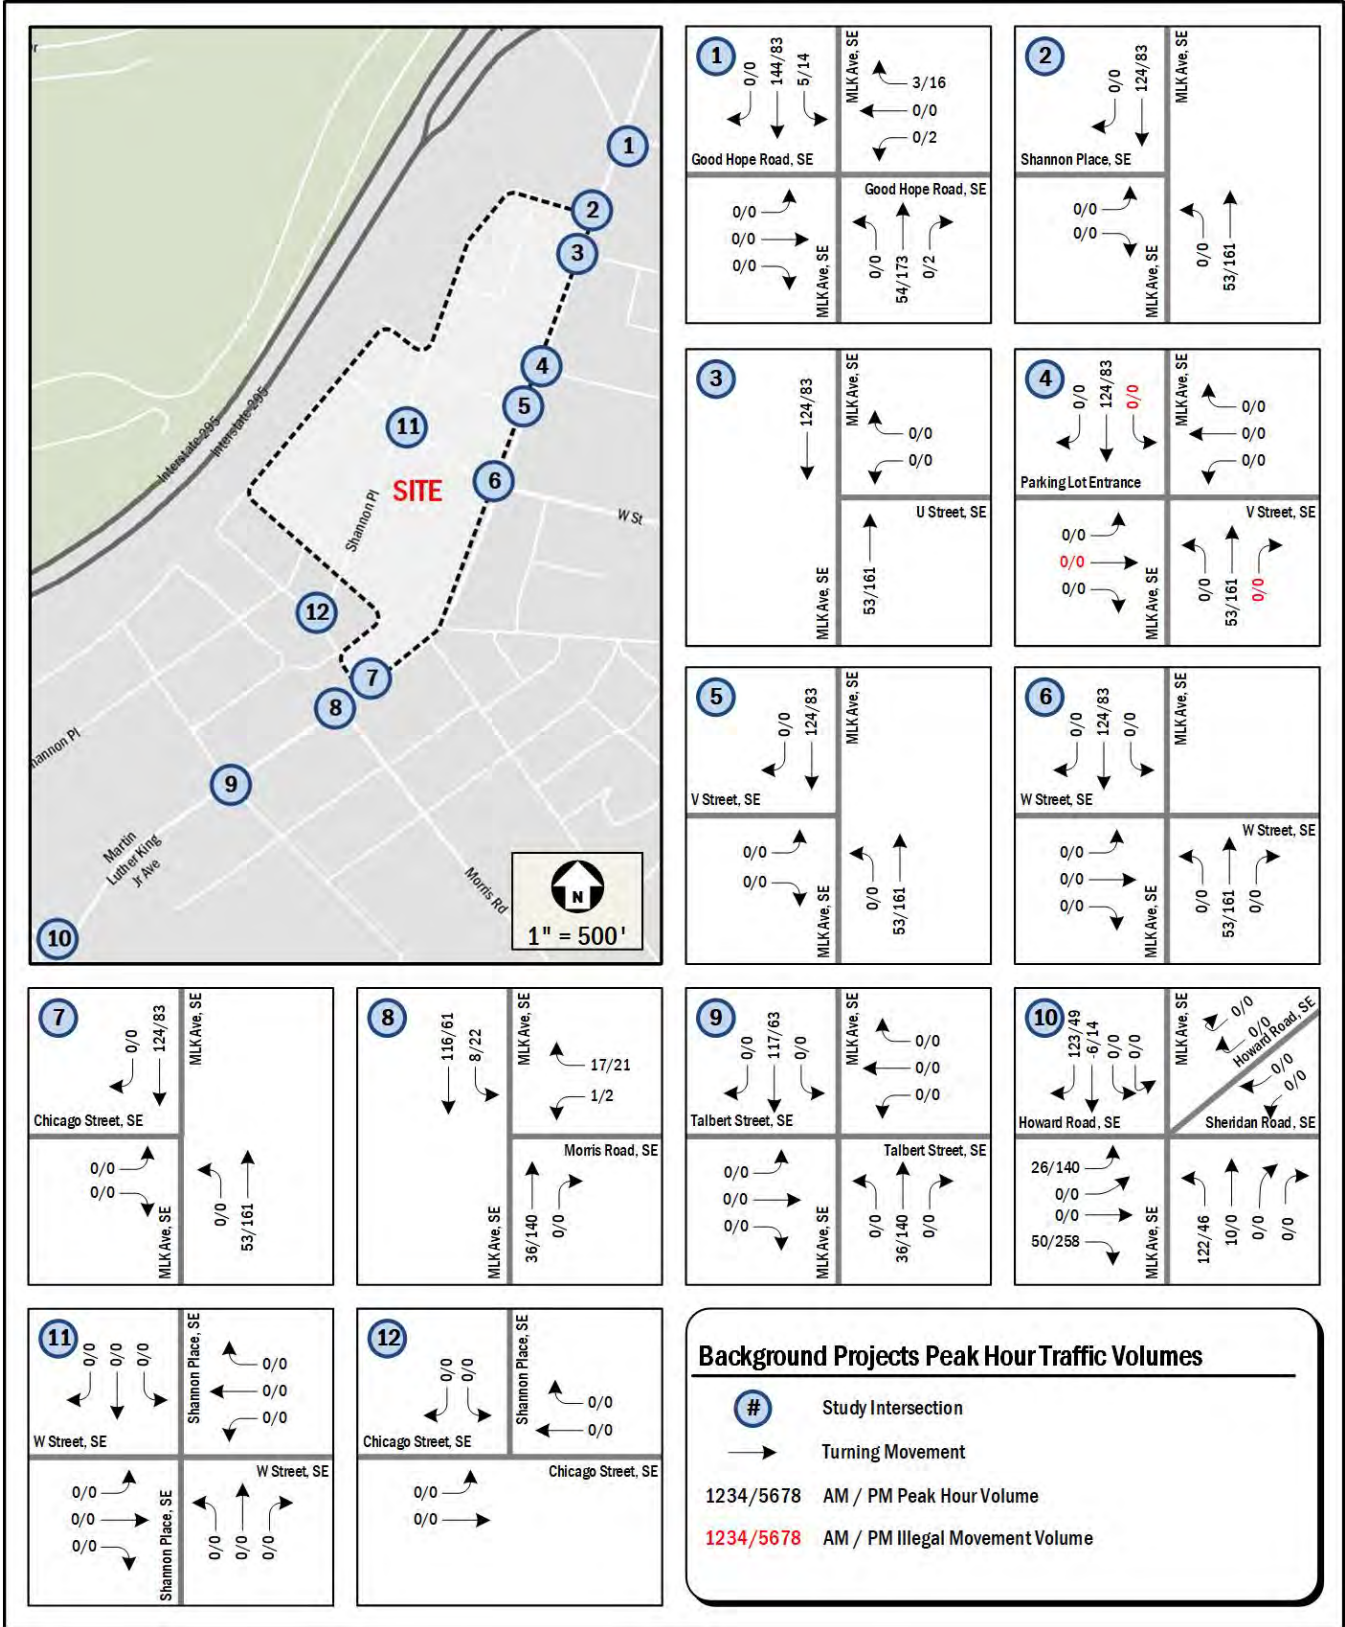 1
2
3
4
5
6
7
8
9
10
11
12
Interstate 295
Interstate 295
SITE
Shannon Pl
W St
Shannon Pl
Martin
Luther King
Jr Ave
Morris Rd
N
1" = 500'
1
0/0
144/83
5/14
MLK Ave, SE
3/16
0/0
0/2
Good Hope Road, SE
Good Hope Road, SE
0/0
0/0
0/0
MLK Ave, SE
0/0
54/173
0/2
2
0/0
124/83
MLK Ave, SE
Shannon Place, SE
0/0
0/0
MLK Ave, SE
0/0
53/161
3
124/83
MLK Ave, SE
0/0
0/0
U Street, SE
MLK Ave, SE
53/161
4
0/0
124/83
0/0
MLK Ave, SE
0/0
0/0
0/0
Parking Lot Entrance
V Street, SE
0/0
0/0
0/0
MLK Ave, SE
0/0
53/161
0/0
5
0/0
124/83
MLK Ave, SE
V Street, SE
0/0
0/0
MLK Ave, SE
0/0
53/161
6
0/0
124/83
0/0
MLK Ave, SE
W Street, SE
W Street, SE
0/0
0/0
0/0
MLK Ave, SE
0/0
53/161
0/0
7
0/0
124/83
MLK Ave, SE
Chicago Street, SE
0/0
0/0
MLK Ave, SE
0/0
53/161
8
116/61
8/22
MLK Ave, SE
17/21
1/2
Morris Road, SE
MLK Ave, SE
36/140
0/0
9
0/0
117/63
0/0
MLK Ave, SE
0/0
0/0
0/0
Talbert Street, SE
Talbert Street, SE
0/0
0/0
0/0
MLK Ave, SE
0/0
36/140
0/0
10
123/49
-6/14
0/0
0/0
MLK Ave, SE
0/0
0/0
Howard Road, SE
0/0
0/0
Howard Road, SE
Sheridan Road, SE
26/140
0/0
0/0
50/258
MLK Ave, SE
122/46
10/0
0/0
0/0
11
0/0
0/0
0/0
Shannon Place, SE
0/0
0/0
0/0
W Street, SE
W Street, SE
0/0
0/0
0/0
Shannon Place, SE
0/0
0/0
0/0
12
0/0
0/0
Shannon Place, SE
0/0
0/0
Chicago Street, SE
Chicago Street, SE
0/0
0/0
Background Projects Peak Hour Traffic Volumes
# Study Intersection
Turning Movement
1234/5678 AM / PM Peak Hour Volume
1234/5678 AM / PM Illegal Movement Volume